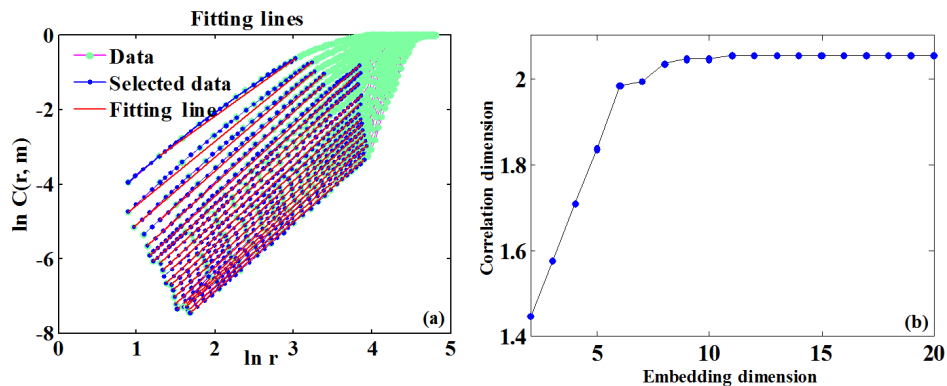 Fitting lines
Data
Selected data
Fitting line
ln C(r, m)
0
-2
-4
-6
-8
0
1
2
3
4
5
ln r
(a)
Correlation dimension
2
1.8
1.6
1.4
5
10
15
20
Embedding dimension
(b)